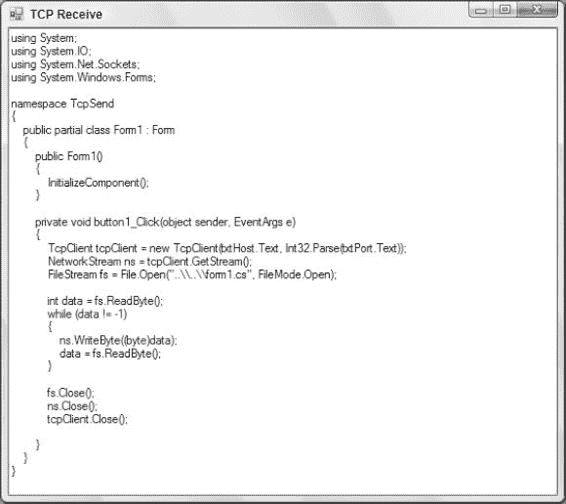 TCP Receive
using System;
using System.IO;
using System.Net.Sockets;
using System.Windows.Forms;
namespace TcpSend
{
public partial class Form1 : Form
{
public Form1()
{
InitializeComponent();
}
private void button1_Click(object sender, EventArgs e)
{
TcpClient tcpClient = new TcpClient(txtHost.Text, Int32.Parse(txtPort.Text));
NetworkStream ns = tcpClient.GetStream();
FileStream fs = File.Open("..\\..\\form1.cs", FileMode.Open);
int data = fs.ReadByte();
while (data != -1)
{
ns.WriteByte((byte)data);
data = fs.ReadByte();
}
fs.Close();
ns.Close();
tcpClient.Close();
}
}
}